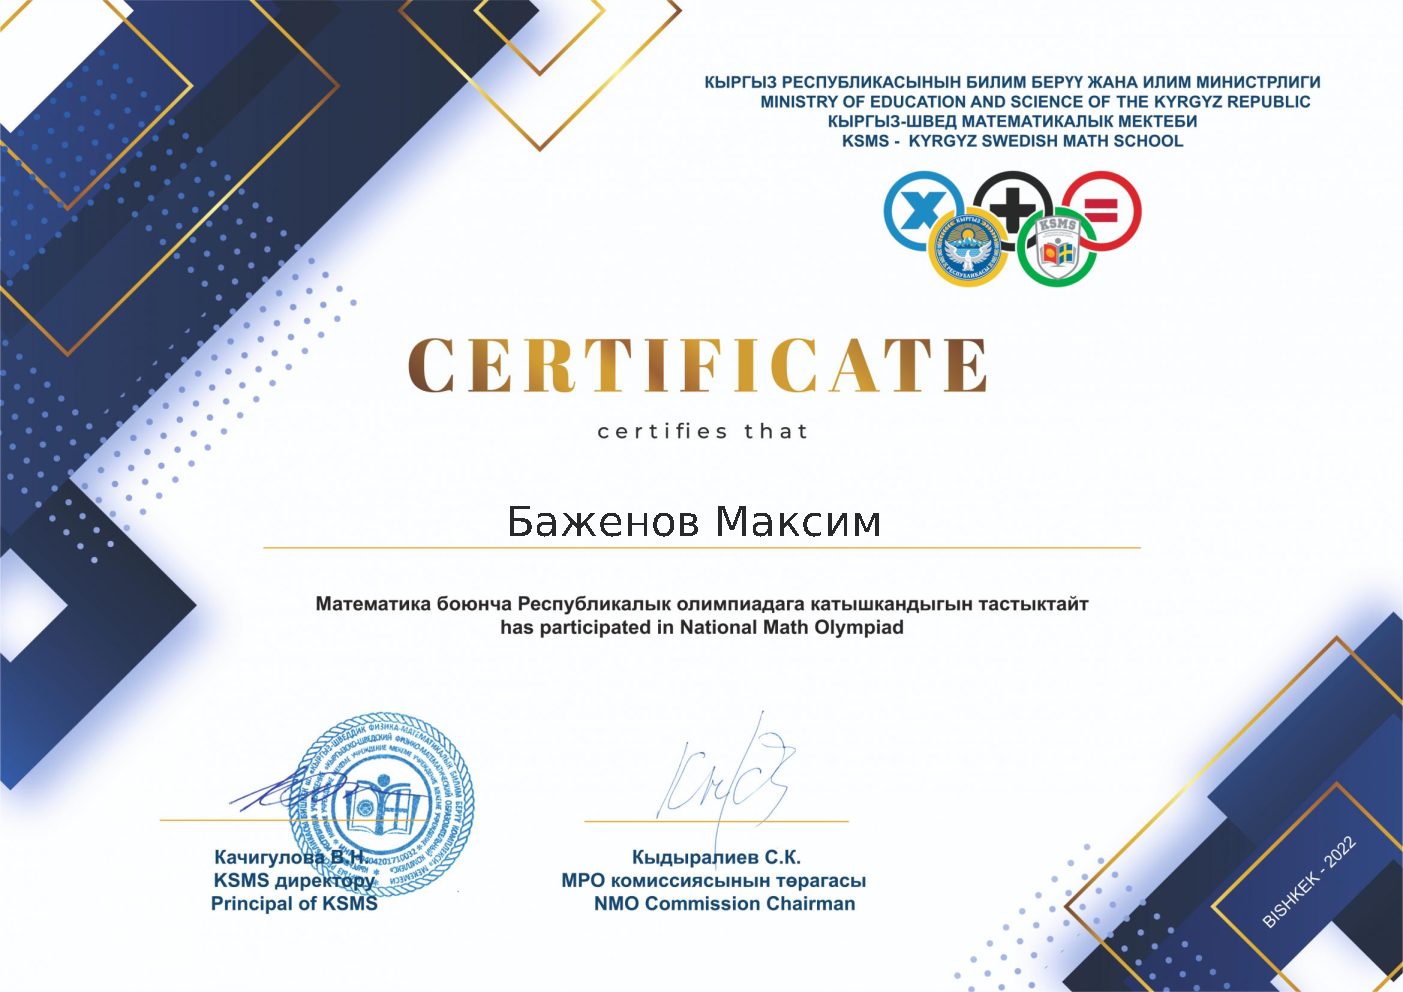 КЫРГЫЗ РЕСПУБЛИКАСЫНЫН БИЛИМ БЕРҮҮ ЖАНА ИЛИМ МИНИСТРЛИГИ
MINISTRY OF EDUCATION AND SCIENCE OF THE KYRGYZ REPUBLIC
КЫРГЫЗ-ШВЕД МАТЕМАТИКАЛЫК МЕКТЕБИ
KSMS - KYRGYZ SWEDISH MATH SCHOOL
KSMS
CERTIFICATE
certifies that
Баженов Максим
Математика боюнча Республикалык олимпиадага катышкандыгын тастыктайт
has participated in National Math Olympiad
Качигулова В.Н.
KSMS директору
Principal of KSMS
Кыдыралиев С.К.
МРО комиссиясынын төрагасы
NMO Commission Chairman
BISHKEK - 2022